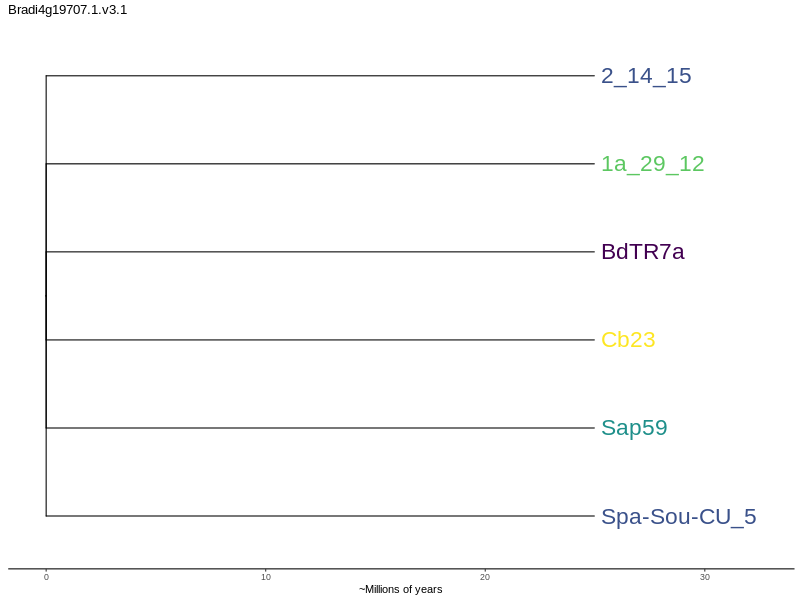 Bradi4g19707.1.v3.1
2_14_15
1a_29_12
BdTR7a
Cb23
Sap59
Spa-Sou-CU_5
0 10 20 30
~Millions of years